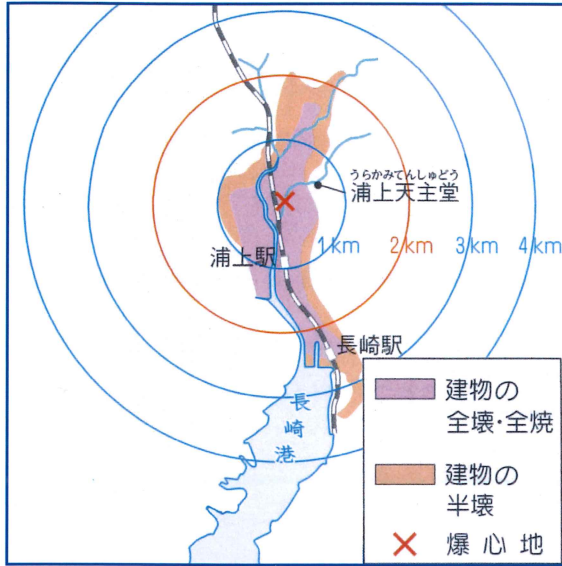 うらかみてんしゅどう
浦上天主堂
浦上駅
1km
2km
3km
4km
長崎駅
長崎港
建物の
全壊・全焼
建物の
半壊
爆心地